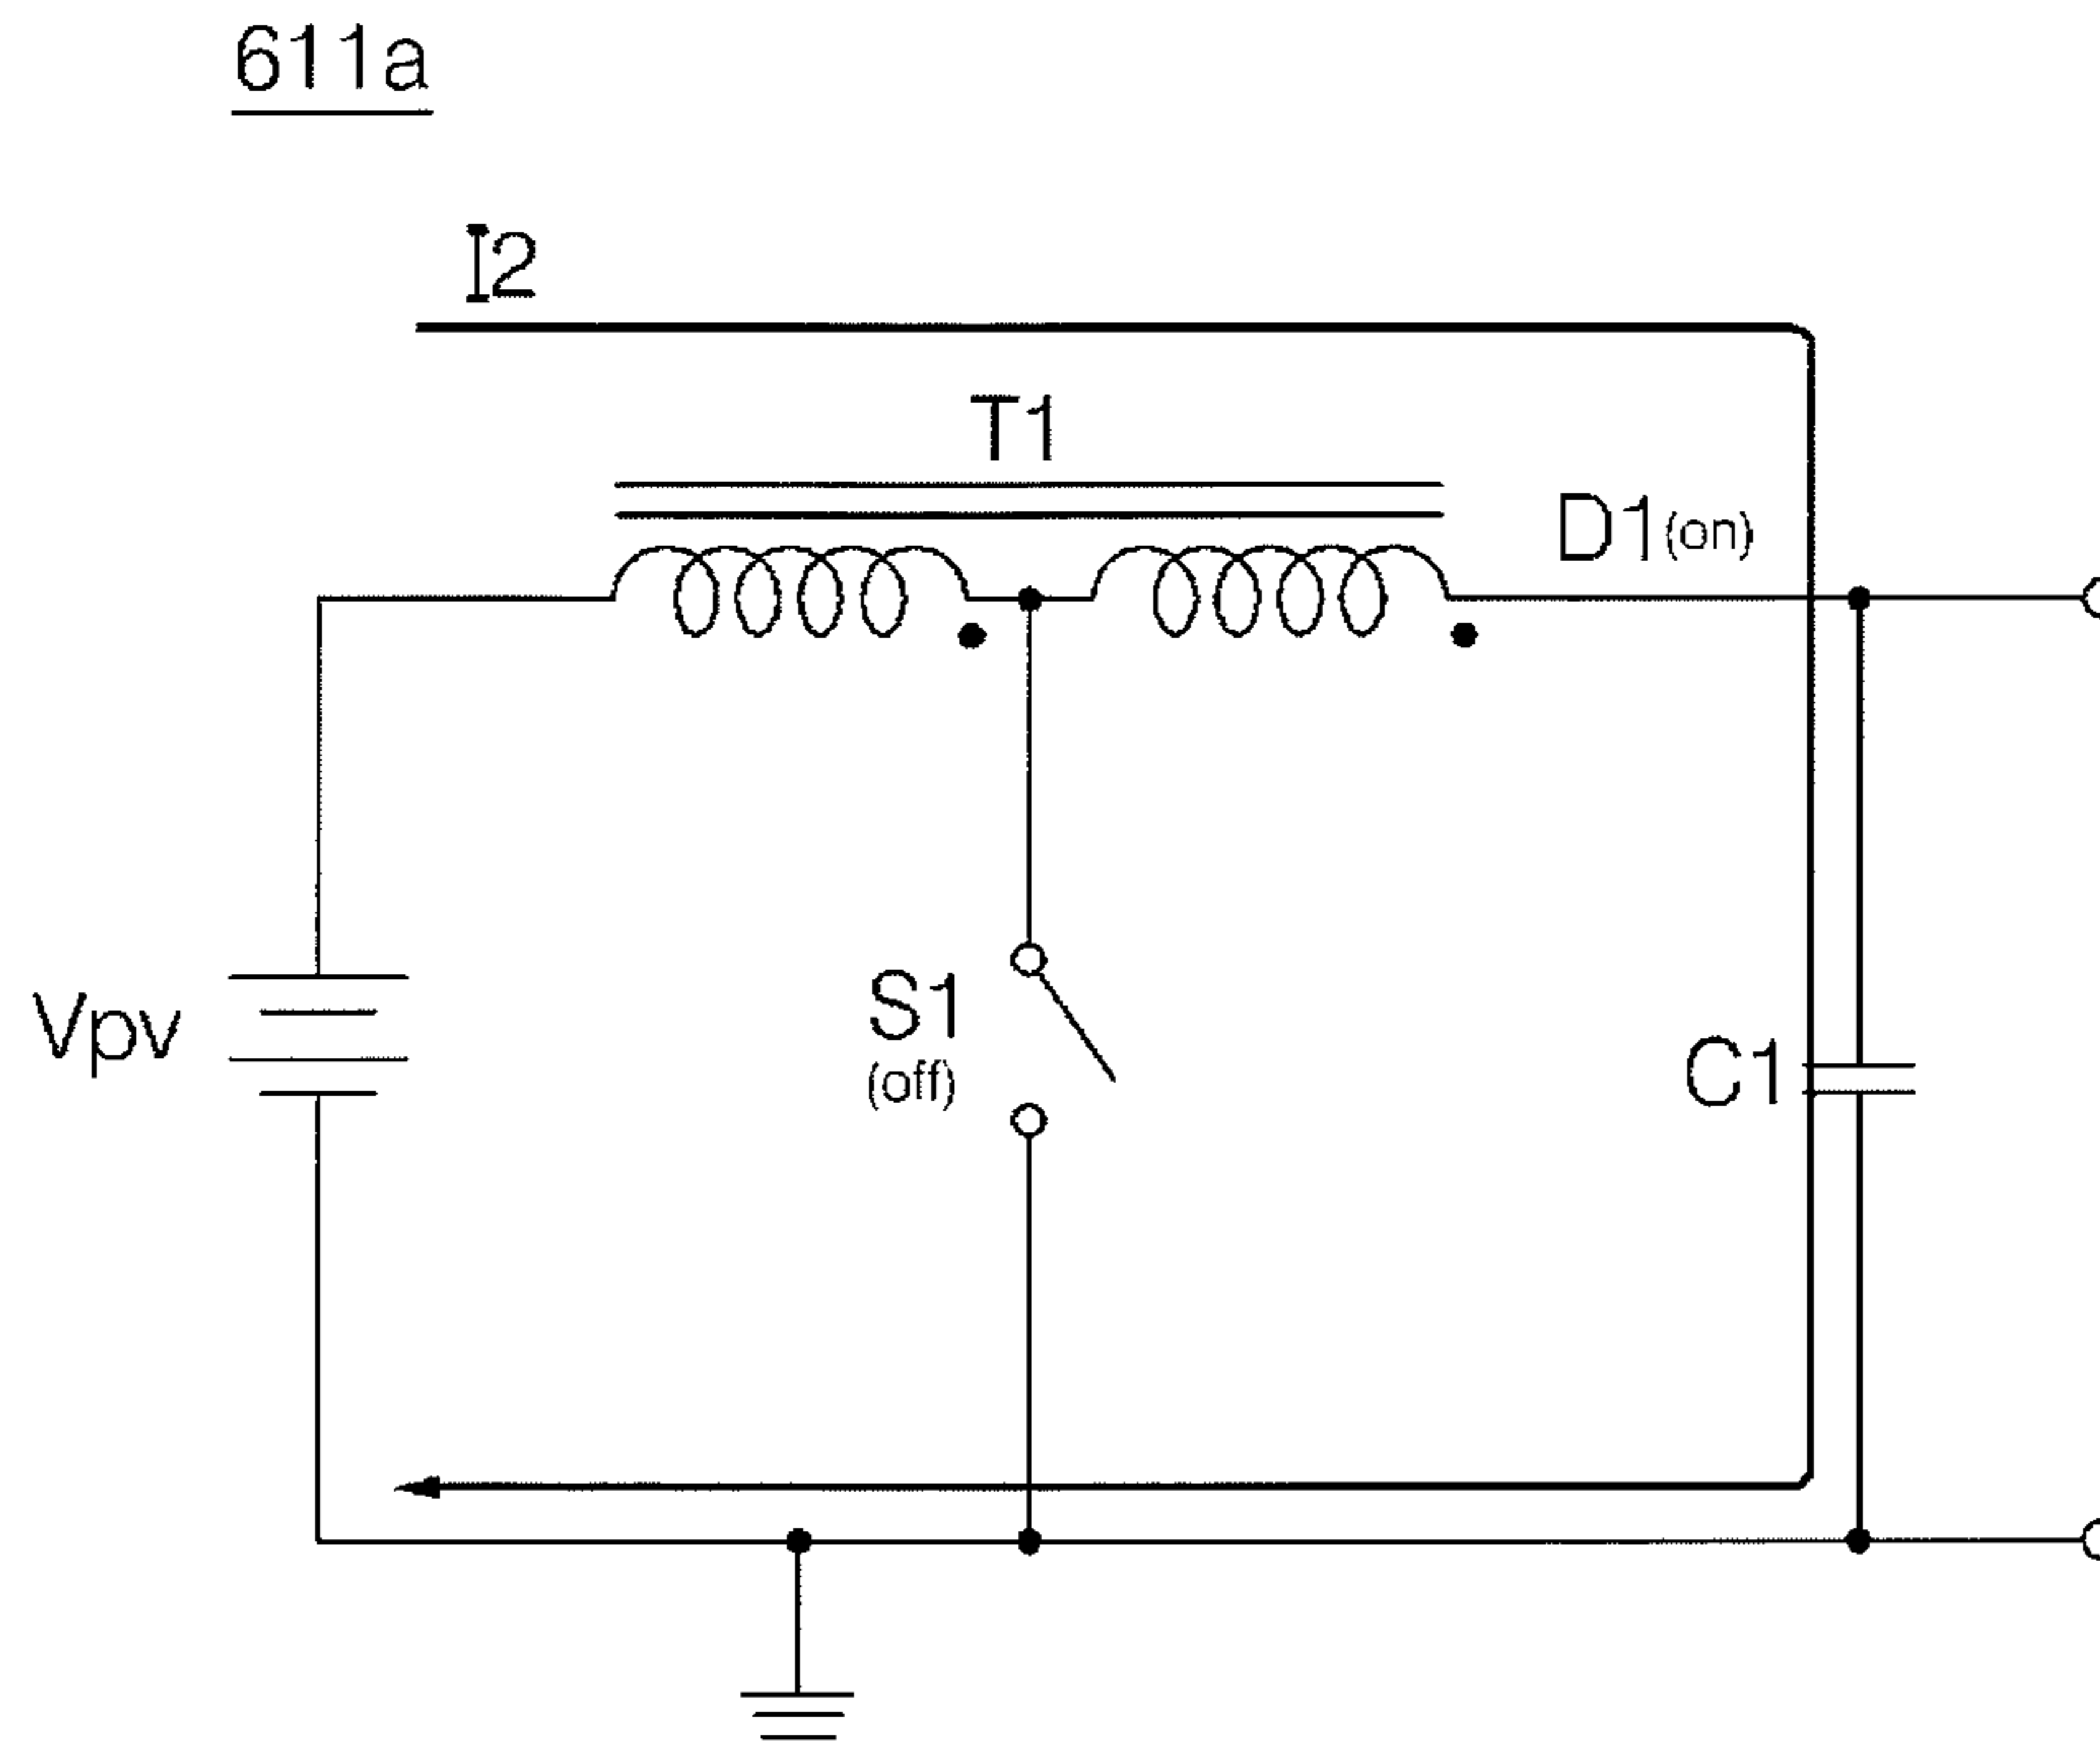 611a
I2
T1
D1(on)
Vpv
S1
(off)
C1